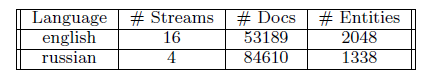 Language # Streams # Docs # Entities
english 16 53189 2048
russian 4 84610 1338